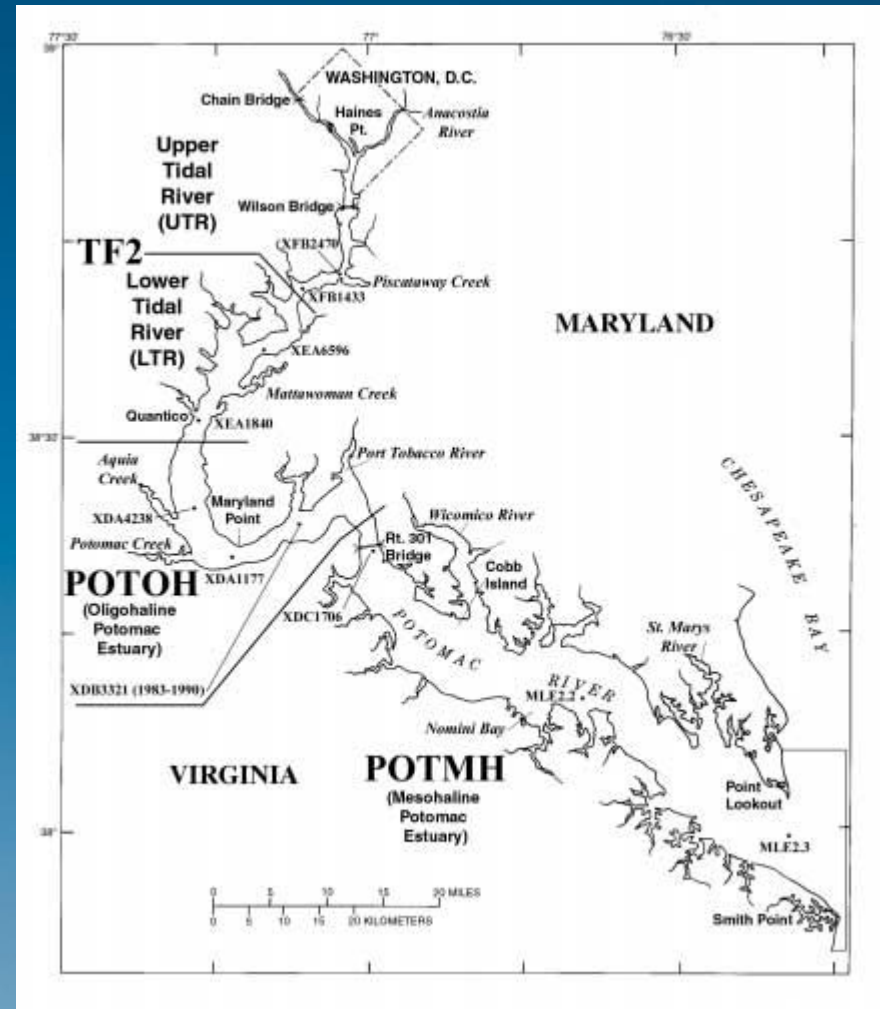 77°30'
77°
76°30'
39°
WASHINGTON, D.C.
Chain Bridge
Haines
Pt.
Anacostia
River
Upper
Tidal
River
(UTR)
Wilson Bridge
XFB2470
TF2
Piscataway Creek
Lower
Tidal
River
(LTR)
XFB1433
MARYLAND
XEA6596
Mattawoman Creek
Quantico
XEA1840
38°30'
Aquia
Creek
Port Tobacco River
CHESAPEAKE BAY
Maryland
Point
XDA4238
Wicomico River
Potomac Creek
Rt. 301
Bridge
XDA1177
Cobb
Island
POTOH
(Oligohaline
Potomac
Estuary)
XDC1706
POTOMAC
RIVER
St. Marys
River
XDB3321 (1983-1990)
MLE2.2
Nomini Bay
VIRGINIA
POTMH
(Mesohaline
Potomac
Estuary)
Point
Lookout
38°
MLE2.3
0 5 10 15 20 MILES
0 5 10 15 20 KILOMETERS
Smith Point